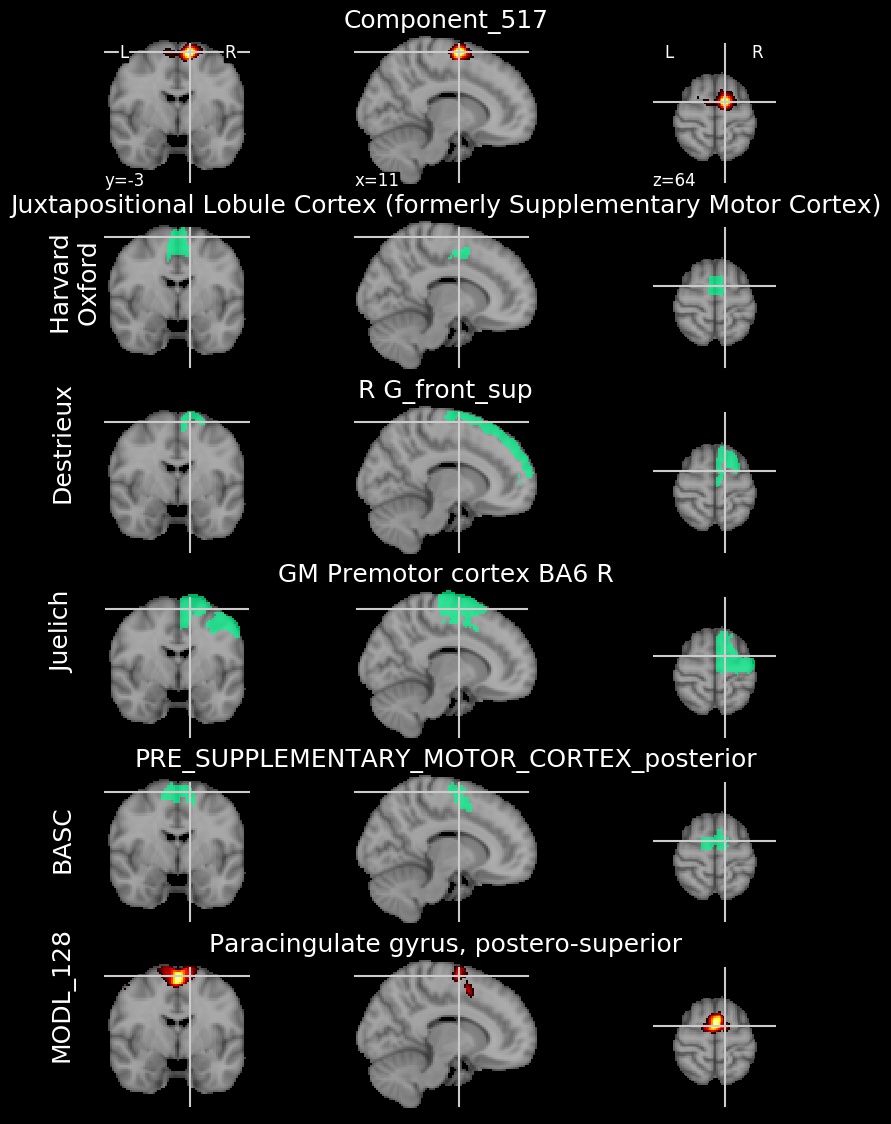 Component_517
L
R
L
R
y=-3
x=11
z=64
Juxtapositional Lobule Cortex (formerly Supplementary Motor Cortex)
Harvard
Oxford
R G_front_sup
Destrieux
GM Premotor cortex BA6 R
Juelich
PRE_SUPPLEMENTARY_MOTOR_CORTEX_posterior
BASC
Paracingulate gyrus, postero-superior
MODL_128